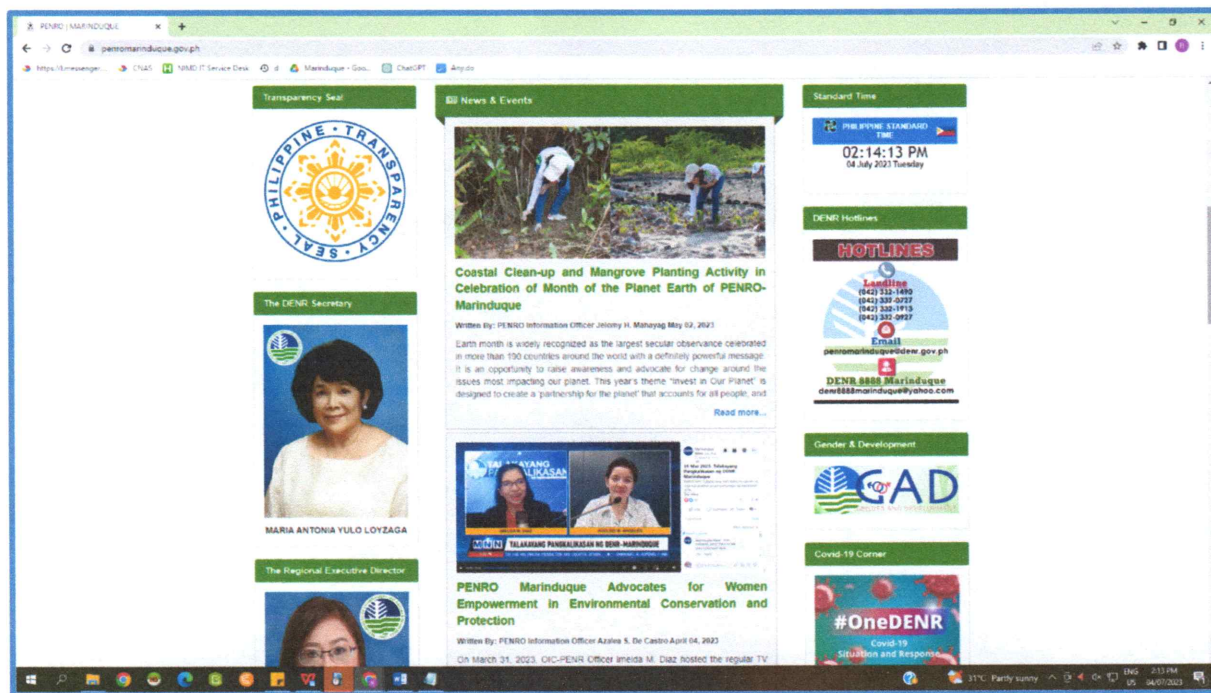 PENRO | MARINDUQUE
penromarinduque.gov.ph
CNAS
NIMD IT Service Desk
Marinduque - Goo...
ChatGPT
Any.do
Transparency Seal
PHILIPPINE • TRANSPARENCY SEAL •
The DENR Secretary
MARIA ANTONIA YULO LOYZAGA
The Regional Executive Director
News & Events
Coastal Clean-up and Mangrove Planting Activity in
Celebration of Month of the Planet Earth of PENRO-
Marinduque
Written By: PENRO Information Officer Jelomy H. Mahayag May 02, 2023
Earth month is widely recognized as the largest secular observance celebrated
in more than 190 countries around the world with a definitely powerful message.
It is an opportunity to raise awareness and advocate for change around the
issues most impacting our planet. This year's theme "Invest in Our Planet" is
designed to create a 'partnership for the planet' that accounts for all people, and
Read more...
TALAKAYANG
PANGKALIKASAN
MNN
TALAKAYANG PANGKALIKASAN NG DENR-MARINDUQUE
PENRO Marinduque Advocates for Women
Empowerment in Environmental Conservation and
Protection
Written By: PENRO Information Officer Azalea S. De Castro April 04, 2023
On March 31, 2023, OIC-PENR Officer Imelda M. Diaz hosted the regular TV
Standard Time
PHILIPPINE STANDARD
TIME
02:14:13 PM
04 July 2023 Tuesday
DENR Hotlines
HOTLINES
Landline
(042) 332-1490
(042) 332-0727
(042) 332-1915
(042) 332-0927
Email
penromarinduque@denr.gov.ph
DENR 8888 Marinduque
denr8888marinduque@yahoo.com
Gender & Development
GAD
GENDER AND DEVELOPMENT
Covid-19 Corner
#OneDENR
Covid-19
Situation and Response
31°C Partly sunny
ENG
US
2:13 PM
04/07/2023